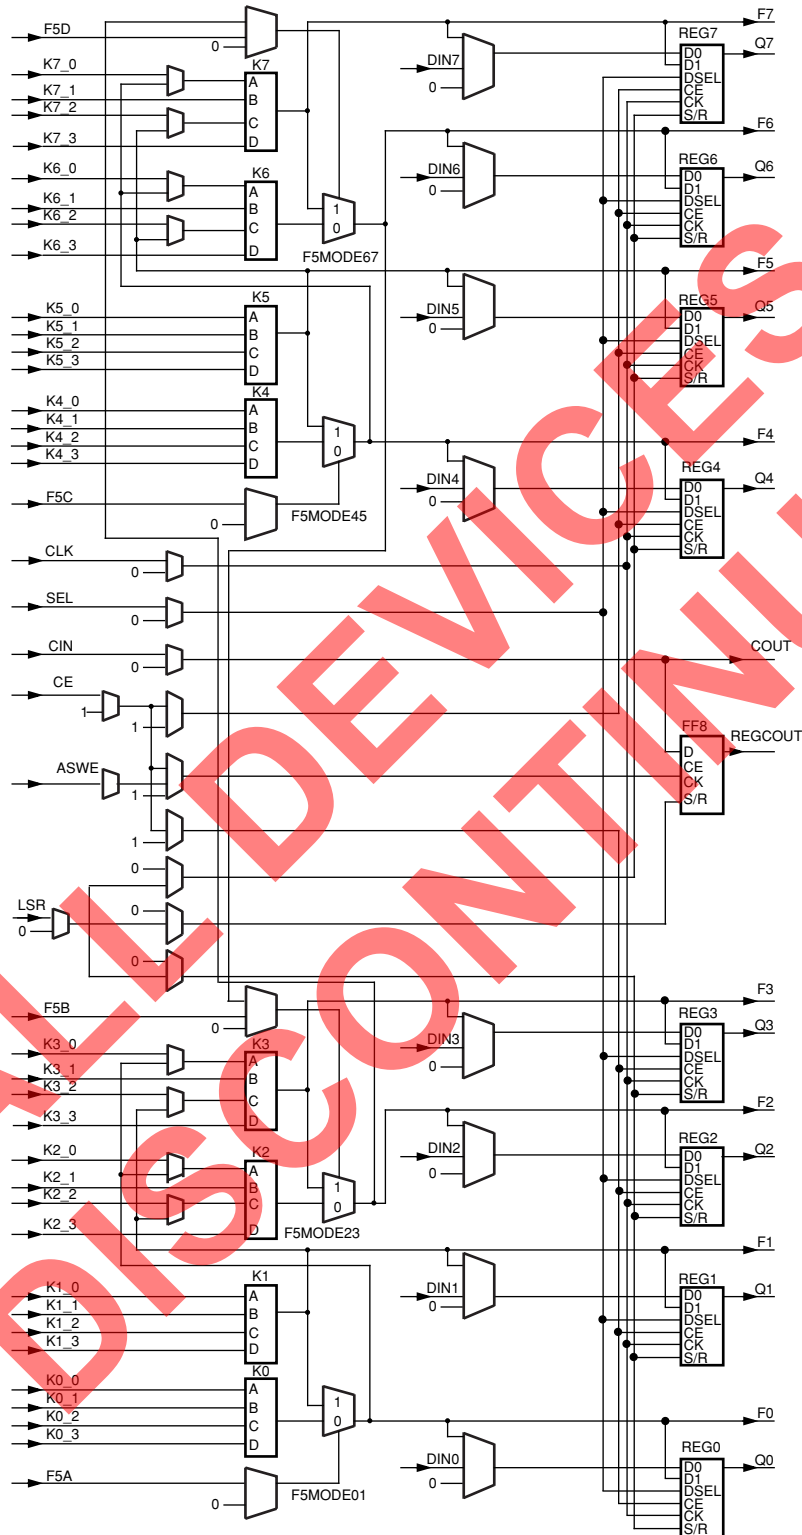 F7
F5D
0
Q7
REG7
K7
K7_0
DIN7
0
D0
D1
DSEL
CE
CK
S/R
K7_1
K7_2
K7_3
A
B
C
D
F6
K6
K6_0
DIN6
0
REG6
Q6
D0
D1
DSEL
CE
CK
S/R
K6_1
K6_2
K6_3
A
B
C
D
1
0
F5MODE67
F5
K5
K5_0
K5_1
K5_2
K5_3
A
B
C
D
DIN5
0
REG5
Q5
D0
D1
DSEL
CE
CK
S/R
K4
K4_0
K4_1
K4_2
K4_3
A
B
C
D
1
0
F4
F5C
0
F5MODE45
DIN4
0
REG4
Q4
D0
D1
DSEL
CE
CK
S/R
CLK
0
SEL
0
CIN
0
COUT
CE
1
1
FF8
REGCOUT
D
CE
CK
S/R
ASWE
1
1
0
LSR
0
0
0
F3
F5B
0
K3
K3_0
K3_1
K3_2
K3_3
A
B
C
D
DIN3
0
REG3
Q3
D0
D1
DSEL
CE
CK
S/R
F2
K2
K2_0
K2_1
K2_2
K2_3
A
B
C
D
1
0
F5MODE23
DIN2
0
REG2
Q2
D0
D1
DSEL
CE
CK
S/R
F1
K1
K1_0
K1_1
K1_2
K1_3
A
B
C
D
DIN1
0
REG1
Q1
D0
D1
DSEL
CE
CK
S/R
K0
K0_0
K0_1
K0_2
K0_3
A
B
C
D
1
0
F0
F5A
0
F5MODE01
DIN0
0
REG0
Q0
D0
D1
DSEL
CE
CK
S/R
ALL DEVICES
DISCONTINU